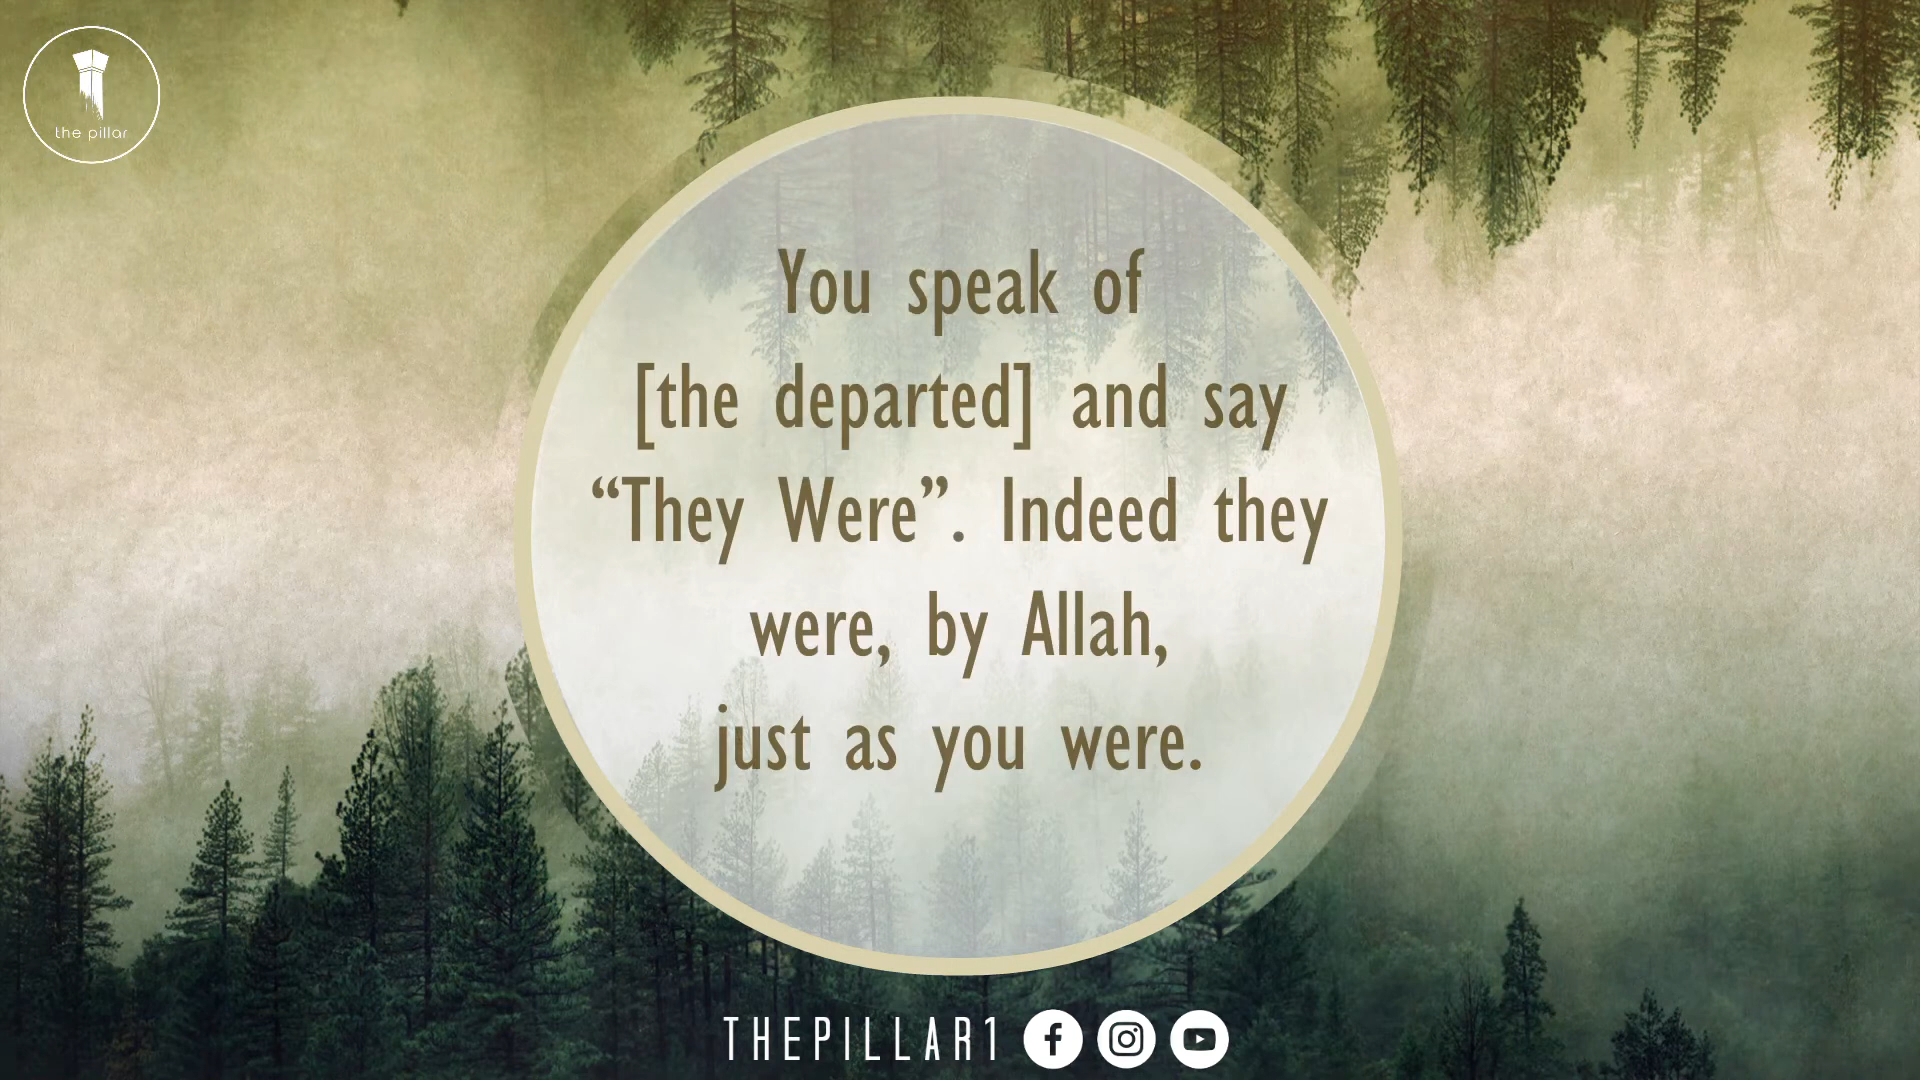 the pillar
You speak of
[the departed] and say
“They Were”. Indeed they
were, by Allah,
just as you were.
THEPILLAR1